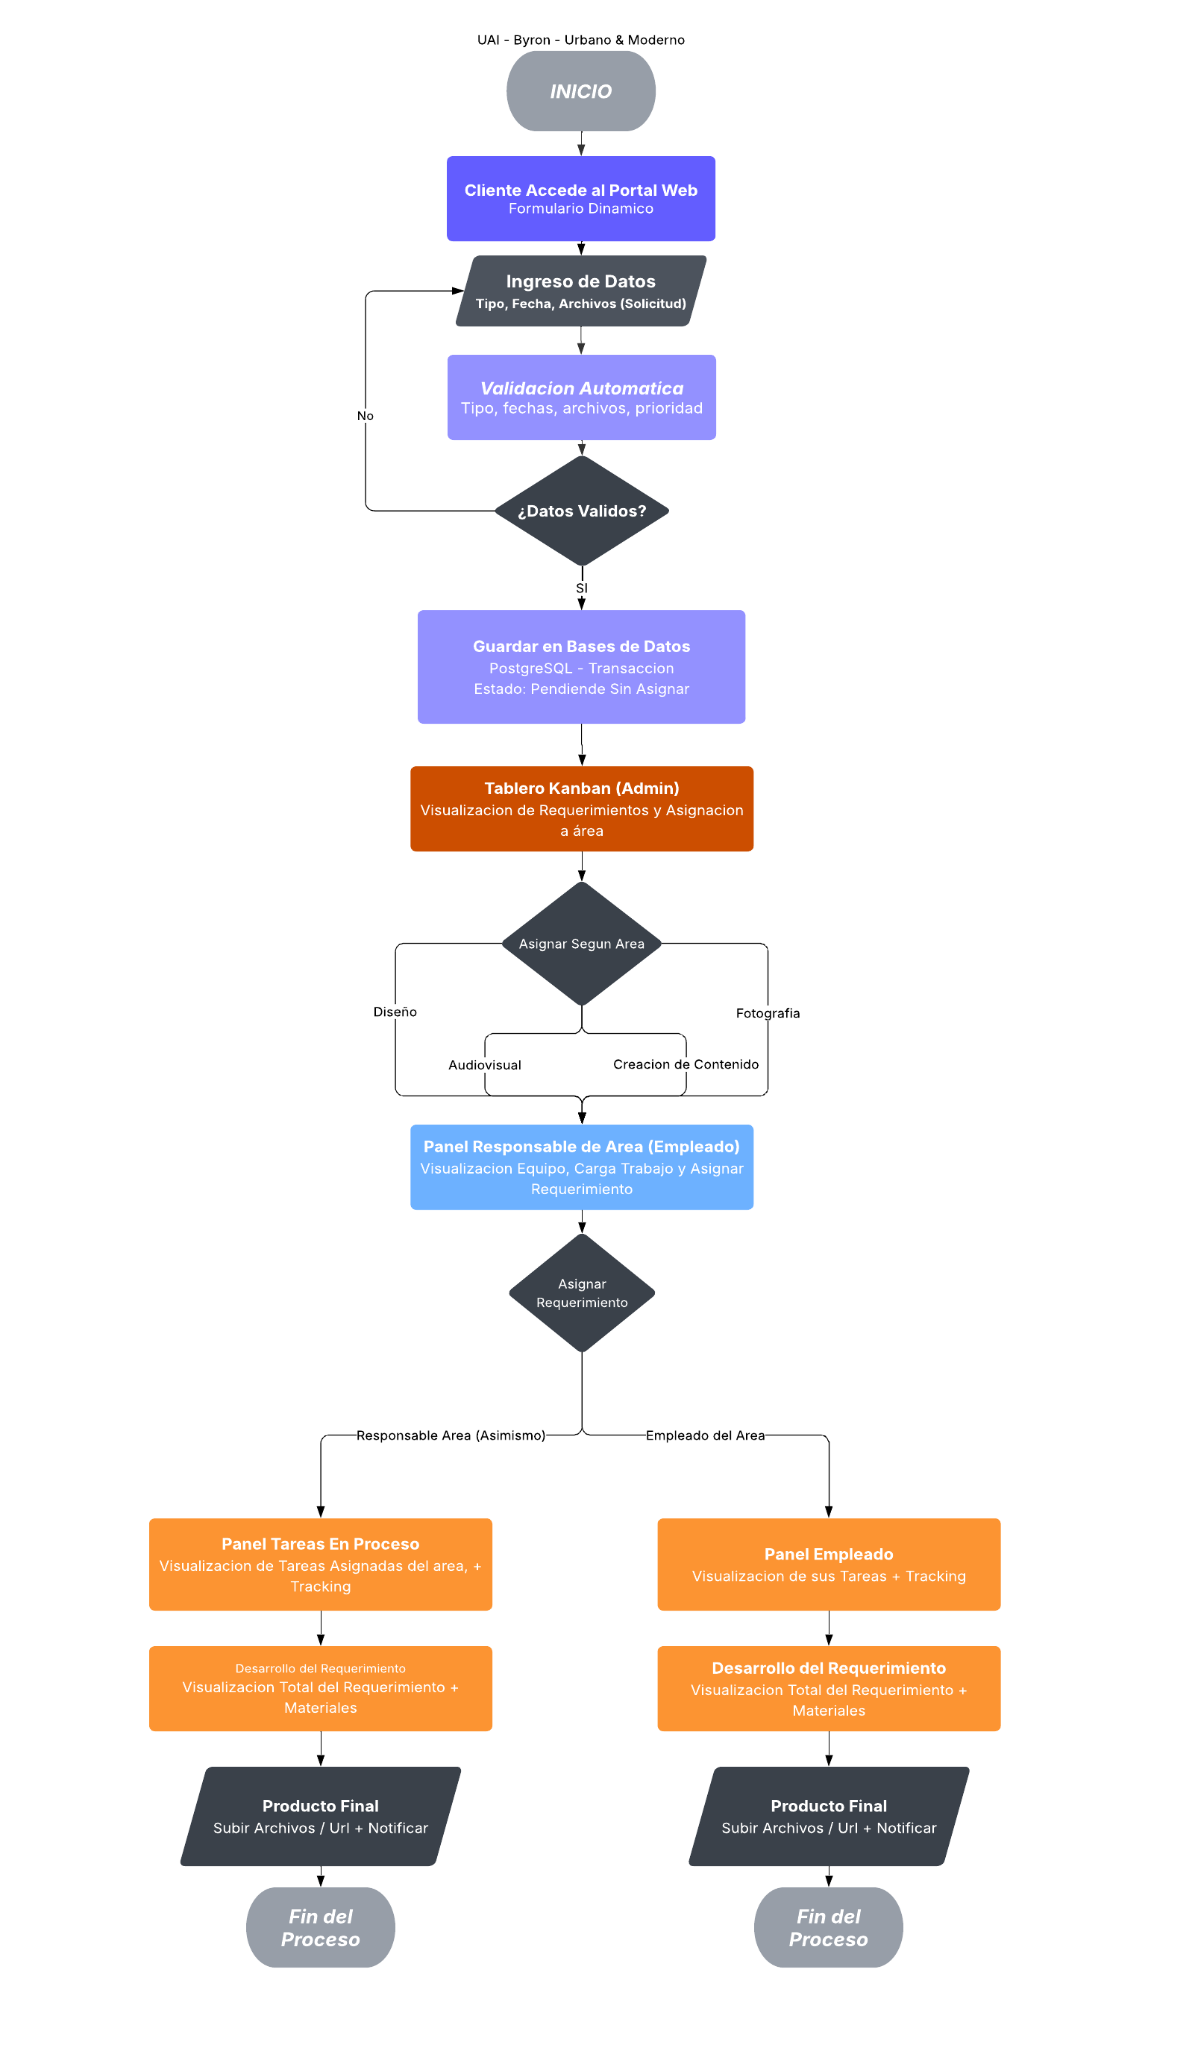 UAI - Byron - Urbano & Moderno
INICIO
Cliente Accede al Portal Web
Formulario Dinamico
Ingreso de Datos
Tipo, Fecha, Archivos (Solicitud)
Validacion Automatica
Tipo, fechas, archivos, prioridad
No
¿Datos Validos?
SI
Guardar en Bases de Datos
PostgreSQL - Transaccion
Estado: Pendiende Sin Asignar
Tablero Kanban (Admin)
Visualizacion de Requerimientos y Asignacion
a área
Asignar Segun Area
Diseño
Fotografia
Audiovisual
Creacion de Contenido
Panel Responsable de Area (Empleado)
Visualizacion Equipo, Carga Trabajo y Asignar
Requerimiento
Asignar
Requerimiento
Responsable Area (Asimismo)
Empleado del Area
Panel Tareas En Proceso
Visualizacion de Tareas Asignadas del area, +
Tracking
Panel Empleado
Visualizacion de sus Tareas + Tracking
Desarrollo del Requerimiento
Visualizacion Total del Requerimiento +
Materiales
Desarrollo del Requerimiento
Visualizacion Total del Requerimiento +
Materiales
Producto Final
Subir Archivos / Url + Notificar
Producto Final
Subir Archivos / Url + Notificar
Fin del
Proceso
Fin del
Proceso